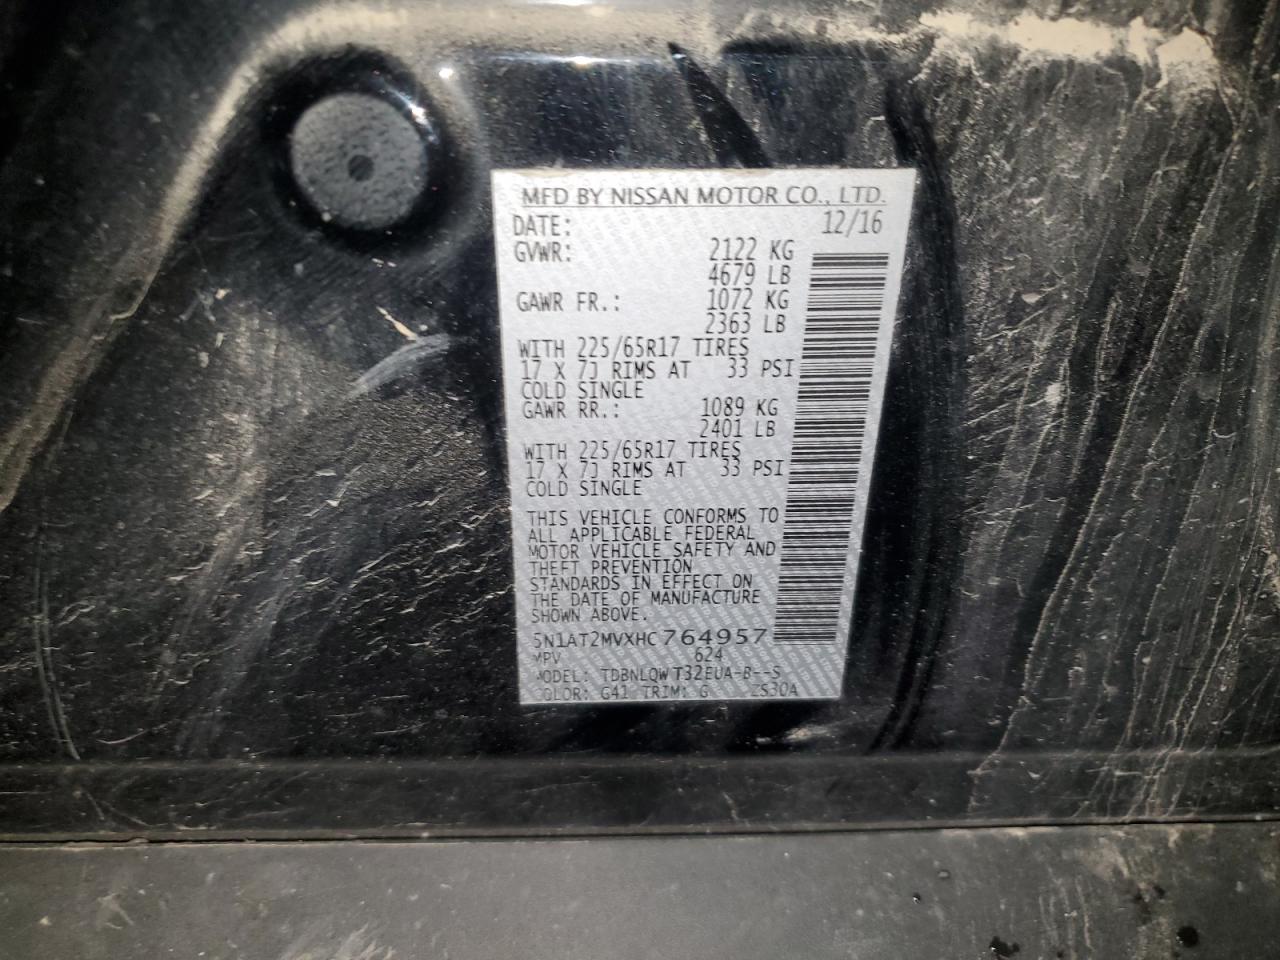 MFD BY NISSAN MOTOR CO., LTD.
DATE: 12/16
GVWR: 2122 KG
4679 LB
GAWR FR.: 1072 KG
2363 LB
WITH 225/65R17 TIRES
17 X 7J RIMS AT 33 PSI
COLD SINGLE
GAWR RR.: 1089 KG
2401 LB
WITH 225/65R17 TIRES
17 X 7J RIMS AT 33 PSI
COLD SINGLE
THIS VEHICLE CONFORMS TO
ALL APPLICABLE FEDERAL
MOTOR VEHICLE SAFETY AND
THEFT PREVENTION
STANDARDS IN EFFECT ON
THE DATE OF MANUFACTURE
SHOWN ABOVE.
5N1AT2MVXHC764957
MPV 624
MODEL: TDBNLQW T32EUA-B--S
COLOR: G41 TRIM: G ZS30A